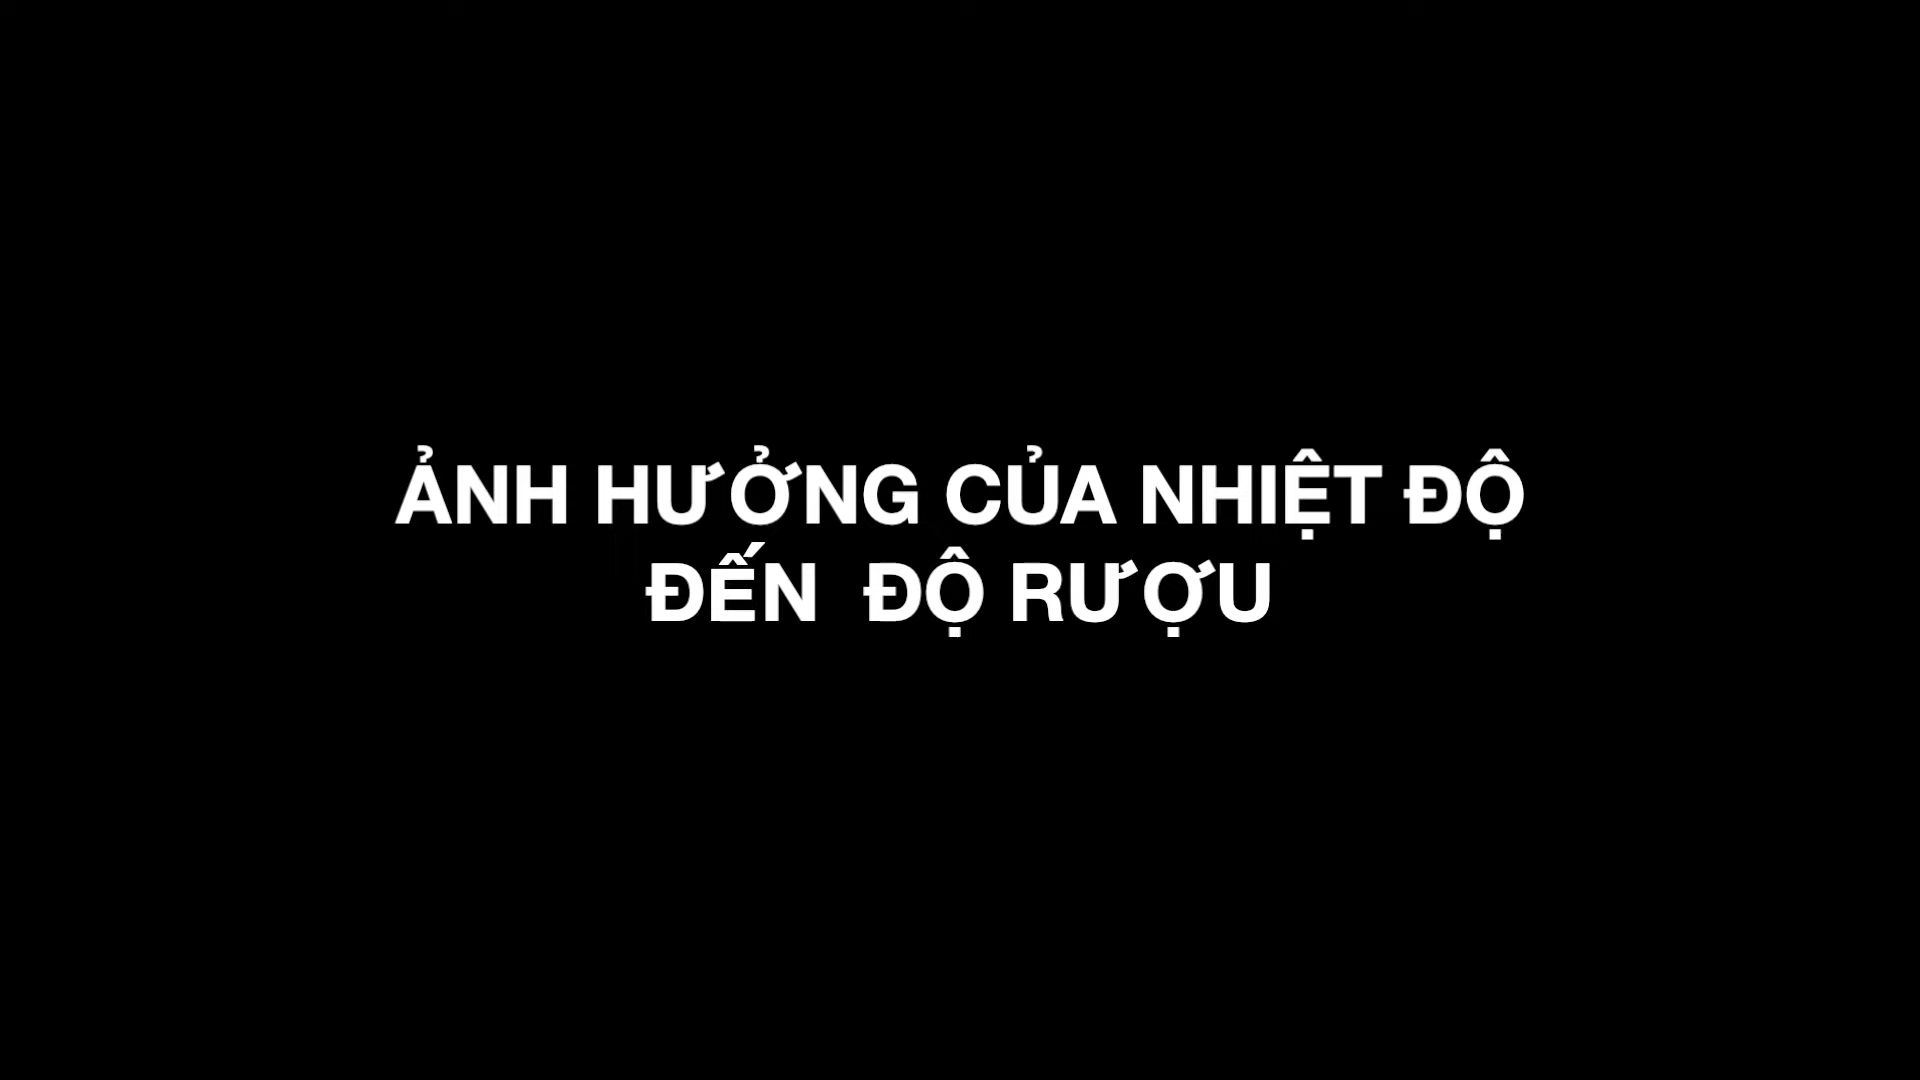 ẢNH HƯỞNG CỦA NHIỆT ĐỘ
ĐẾN  ĐỘ RƯỢU